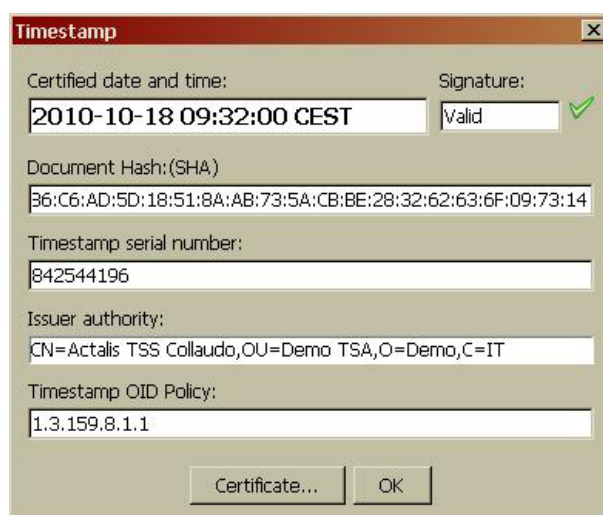 Timestamp
Certified date and time:
Signature:
2010-10-18 09:32:00 CEST
Valid
Document Hash:(SHA)
36:C6:AD:5D:18:51:8A:AB:73:5A:CB:BE:28:32:62:63:6F:09:73:14
Timestamp serial number:
842544196
Issuer authority:
CN=Actalis TSS Collaudo,OU=Demo TSA,O=Demo,C=IT
Timestamp OID Policy:
1.3.159.8.1.1
Certificate...
OK